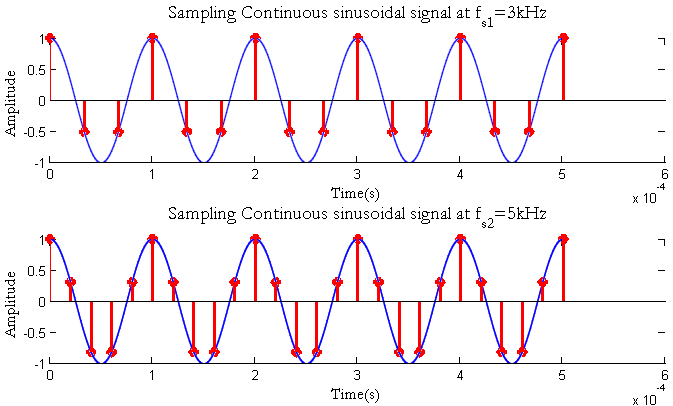 Sampling Continuous sinusoidal signal at f_s1=3kHz
1
0.5
0
-0.5
-1
Amplitude
0 1 2 3 4 5 6
Time(s)
x 10^-4
Sampling Continuous sinusoidal signal at f_s2=5kHz
1
0.5
0
-0.5
-1
Amplitude
0 1 2 3 4 5 6
Time(s)
x 10^-4